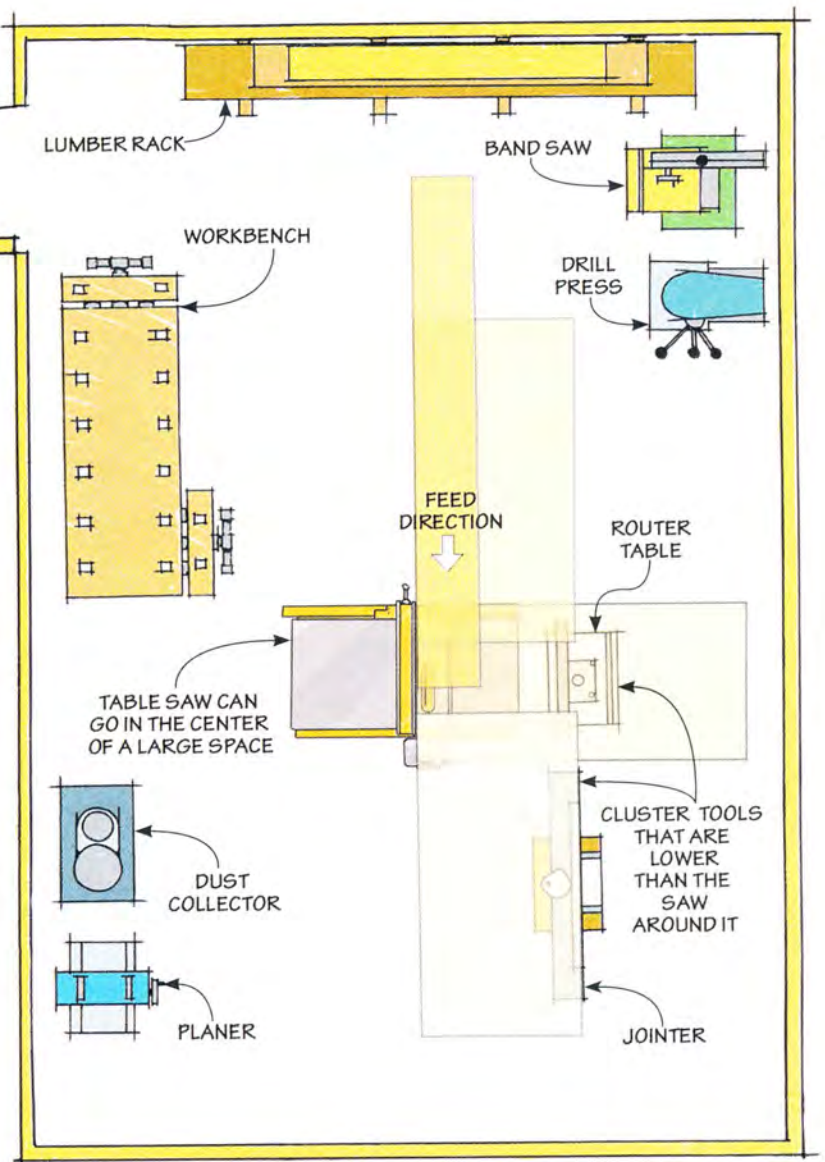 LUMBER RACK
BAND SAW
WORKBENCH
DRILL
PRESS
FEED
DIRECTION
ROUTER
TABLE
TABLE SAW CAN
GO IN THE CENTER
OF A LARGE SPACE
CLUSTER TOOLS
THAT ARE
LOWER
THAN THE
SAW
AROUND IT
DUST
COLLECTOR
PLANER
JOINTER